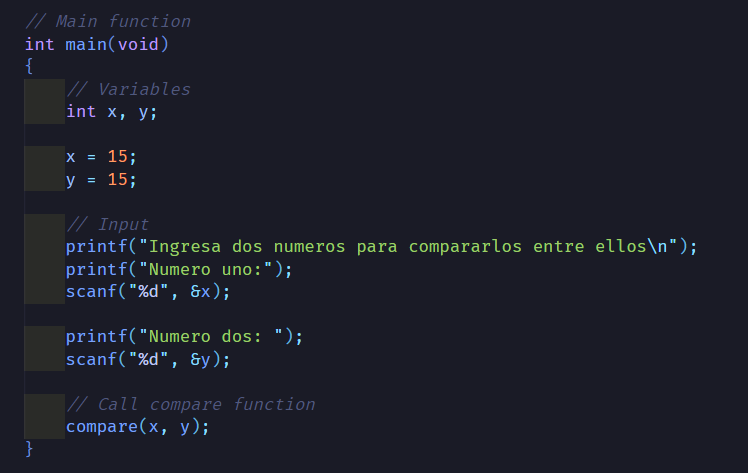 // Main function
int main(void)
{
// Variables
int x, y;
x = 15;
y = 15;
// Input
printf("Ingresa dos numeros para compararlos entre ellos\n");
printf("Numero uno:");
scanf("%d", &x);
printf("Numero dos: ");
scanf("%d", &y);
// Call compare function
compare(x, y);
}